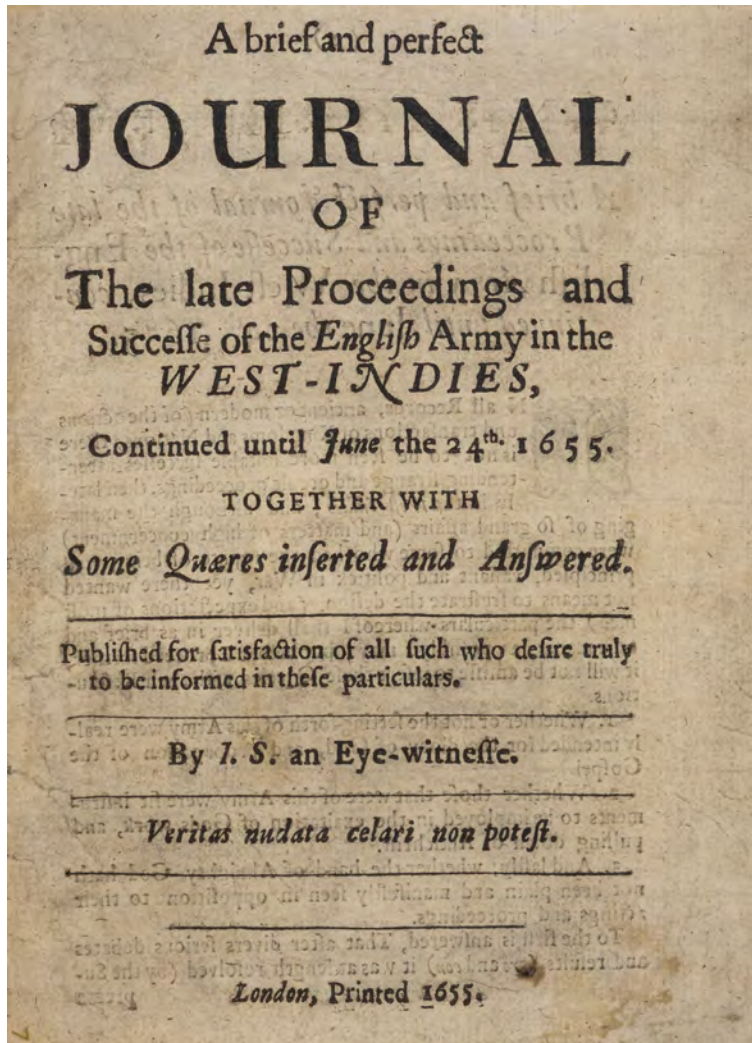 A brief and perfect
JOURNAL
OF
The late Proceedings and
Succeſſe of the Engliſh Army in the
WEST-INDIES,
Continued until June the 24th. 1655.
TOGETHER WITH
Some Quæres inſerted and Anſwered.
Publiſhed for ſatisfaction of all ſuch who deſire truly
to be informed in theſe particulars.
By I. S. an Eye-witneſſe.
Veritas nudata celari non poteſt.
London, Printed 1655.